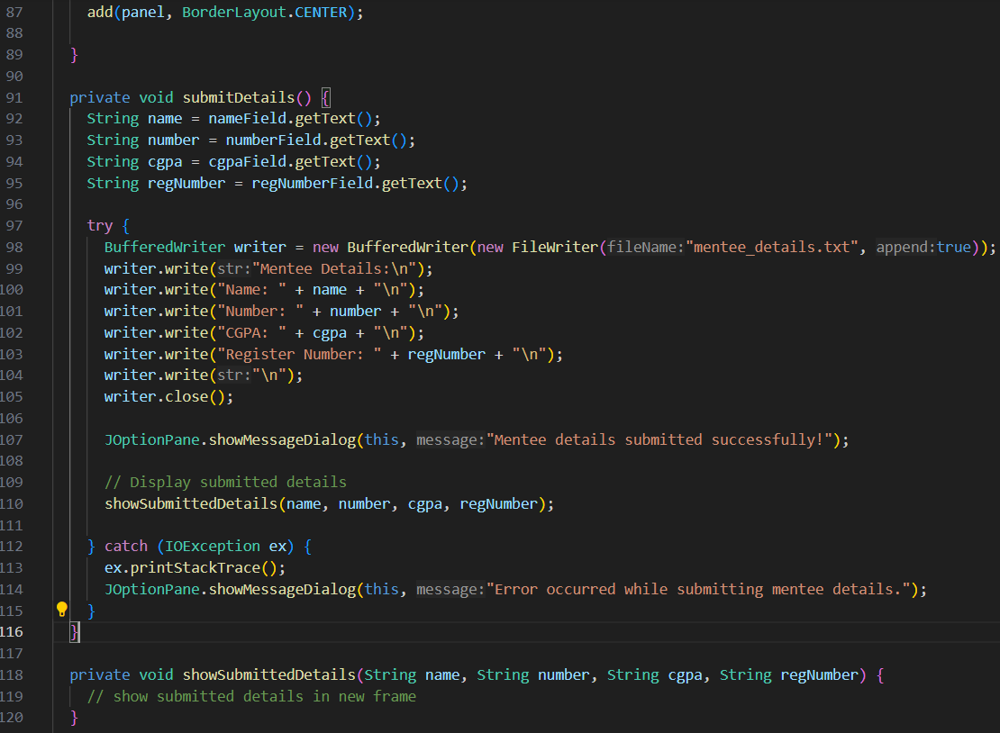 87 add(panel, BorderLayout.CENTER);
88
89 }
90
91 private void submitDetails() {
92 String name = nameField.getText();
93 String number = numberField.getText();
94 String cgpa = cgpaField.getText();
95 String regNumber = regNumberField.getText();
96
97 try {
98 BufferedWriter writer = new BufferedWriter(new FileWriter(fileName:"mentee_details.txt", append:true));
99 writer.write(str:"Mentee Details:\n");
100 writer.write("Name: " + name + "\n");
101 writer.write("Number: " + number + "\n");
102 writer.write("CGPA: " + cgpa + "\n");
103 writer.write("Register Number: " + regNumber + "\n");
104 writer.write(str:"\n");
105 writer.close();
106
107 JOptionPane.showMessageDialog(this, message:"Mentee details submitted successfully!");
108
109 // Display submitted details
110 showSubmittedDetails(name, number, cgpa, regNumber);
111
112 } catch (IOException ex) {
113 ex.printStackTrace();
114 JOptionPane.showMessageDialog(this, message:"Error occurred while submitting mentee details.");
115 }
116 }
117
118 private void showSubmittedDetails(String name, String number, String cgpa, String regNumber) {
119 // show submitted details in new frame
120 }